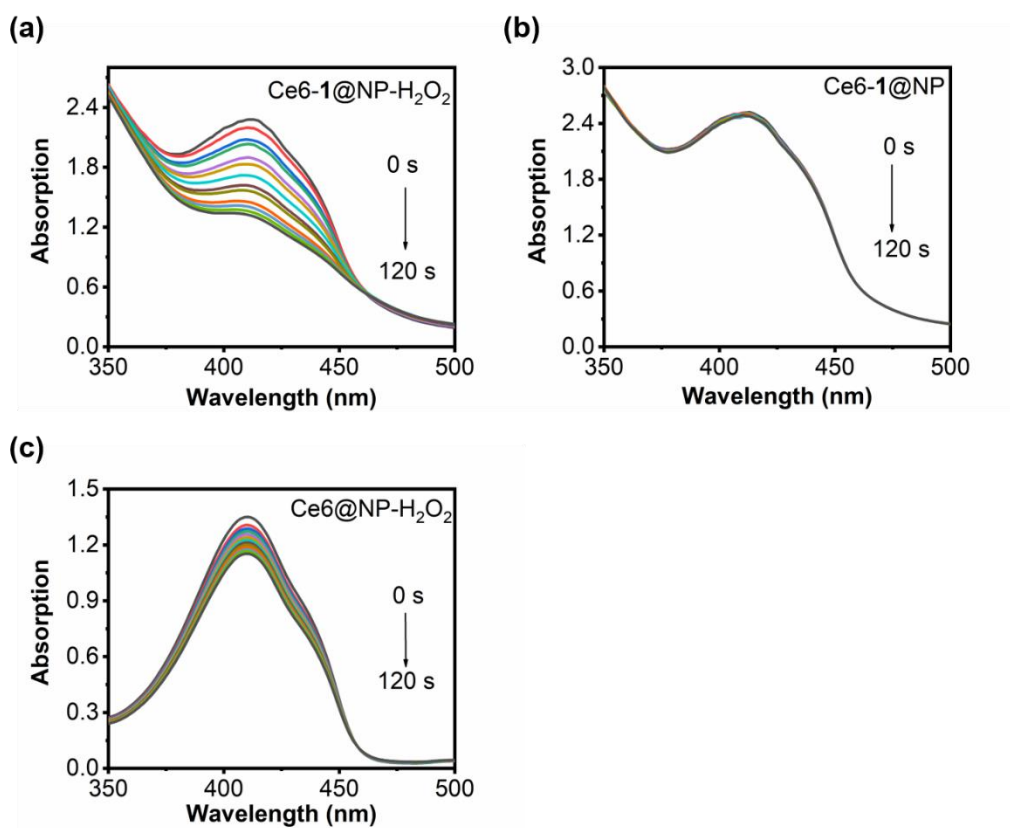 (a)
Ce6-1@NP-H₂O₂
2.4
1.8
1.2
0.6
0.0
0 s
120 s
350
400
450
500
Absorption
Wavelength (nm)
(b)
Ce6-1@NP
3.0
2.4
1.8
1.2
0.6
0.0
0 s
120 s
350
400
450
500
Absorption
Wavelength (nm)
(c)
Ce6@NP-H₂O₂
1.5
1.2
0.9
0.6
0.3
0.0
0 s
120 s
350
400
450
500
Absorption
Wavelength (nm)